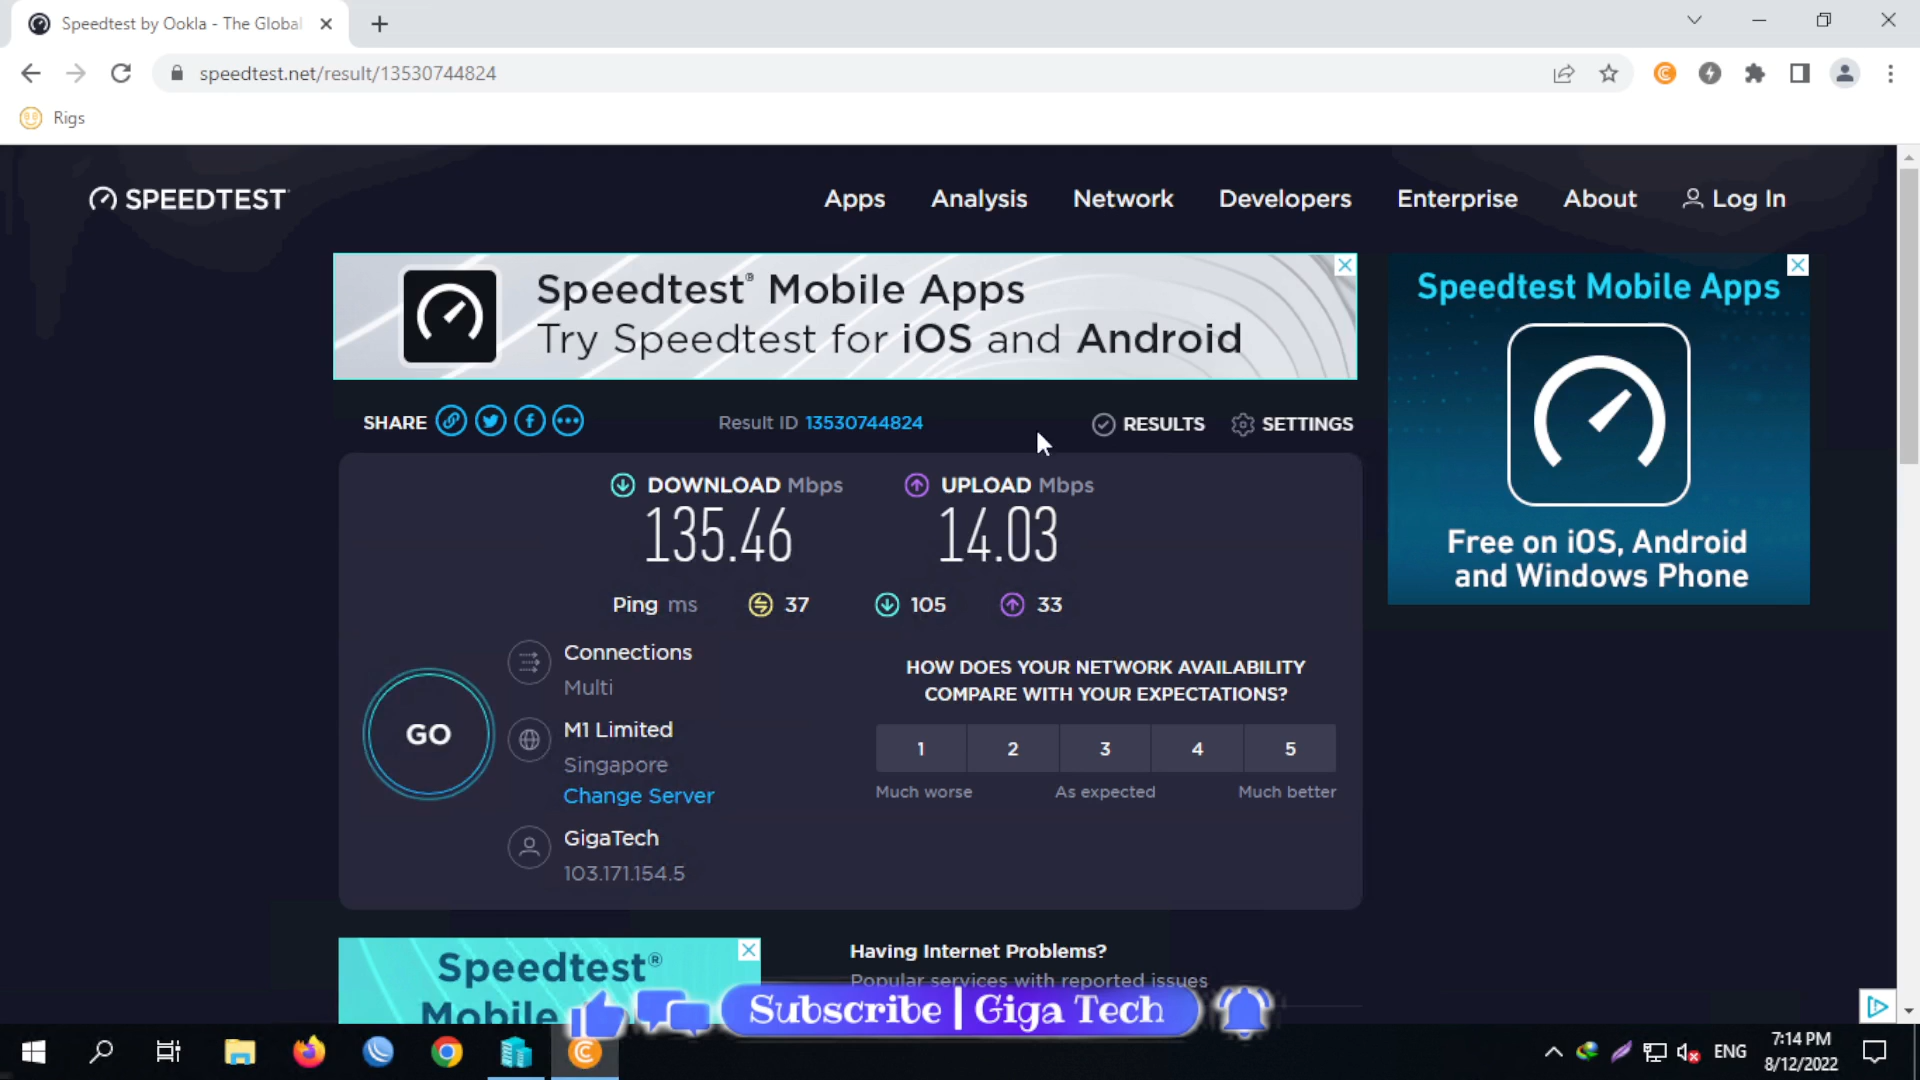 Speedtest by Ookla - The Global
speedtest.net/result/13530744824
Rigs
SPEEDTEST
Apps
Analysis
Network
Developers
Enterprise
About
Log In
Speedtest® Mobile Apps
Try Speedtest for iOS and Android
Speedtest Mobile Apps
Free on iOS, Android
and Windows Phone
SHARE
Result ID 13530744824
RESULTS
SETTINGS
DOWNLOAD Mbps
135.46
UPLOAD Mbps
14.03
Ping ms
37
105
33
Connections
Multi
GO
M1 Limited
Singapore
Change Server
GigaTech
103.171.154.5
HOW DOES YOUR NETWORK AVAILABILITY
COMPARE WITH YOUR EXPECTATIONS?
1
2
3
4
5
Much worse
As expected
Much better
Speedtest®
Mobile
Having Internet Problems?
Popular services with reported issues
Subscribe | Giga Tech
ENG
7:14 PM
8/12/2022